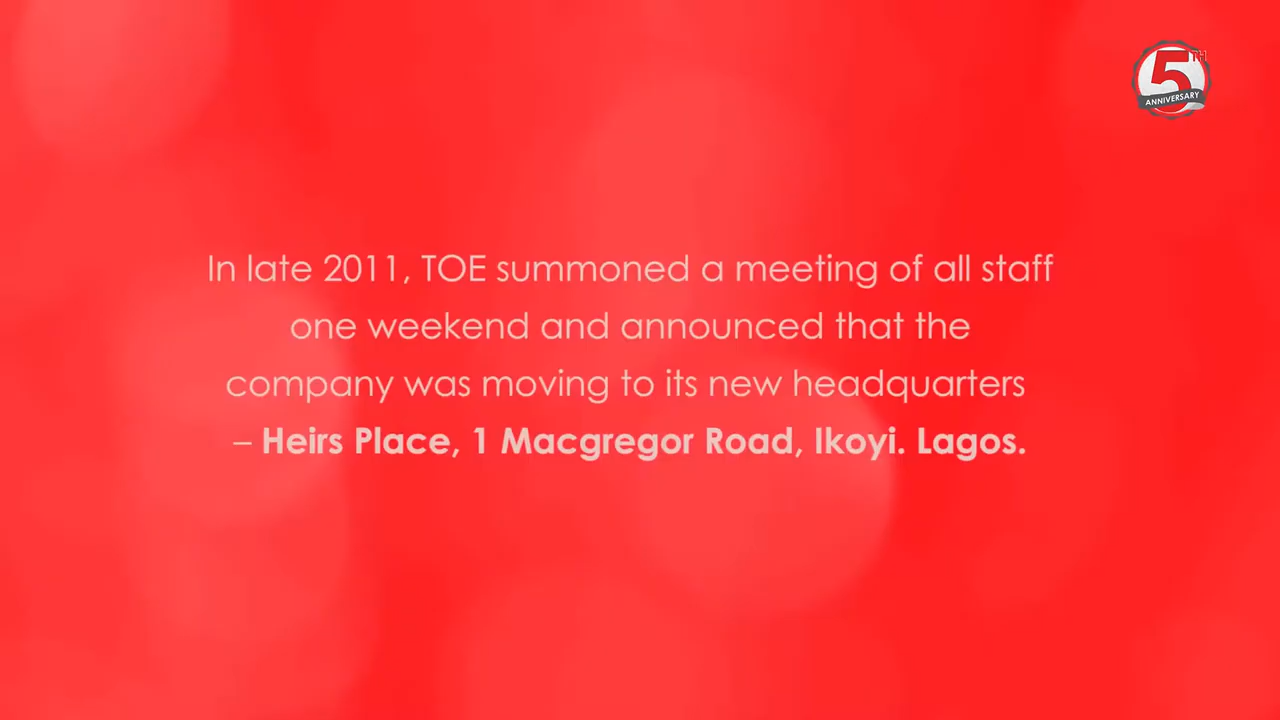 5TH
ANNIVERSARY
In late 2011, TOE summoned a meeting of all staff
one weekend and announced that the
company was moving to its new headquarters
– Heirs Place, 1 Macgregor Road, Ikoyi. Lagos.